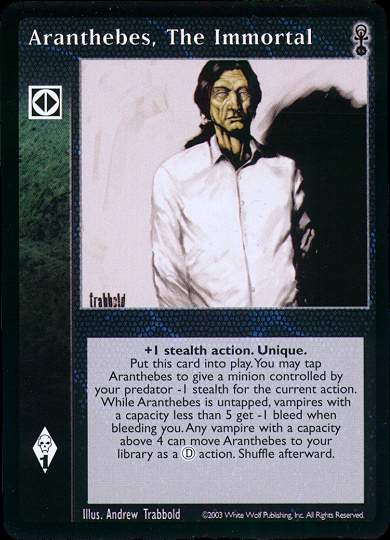 Aranthebes, The Immortal
trabbold
+1 stealth action. Unique.
Put this card into play. You may tap
Aranthebes to give a minion controlled by
your predator -1 stealth for the current action.
While Aranthebes is untapped, vampires with
a capacity less than 5 get -1 bleed when
bleeding you. Any vampire with a capacity
above 4 can move Aranthebes to your
library as a Ⓓ action. Shuffle afterward.
1
Illus. Andrew Trabbold
©2003 White Wolf Publishing, Inc. All Rights Reserved.